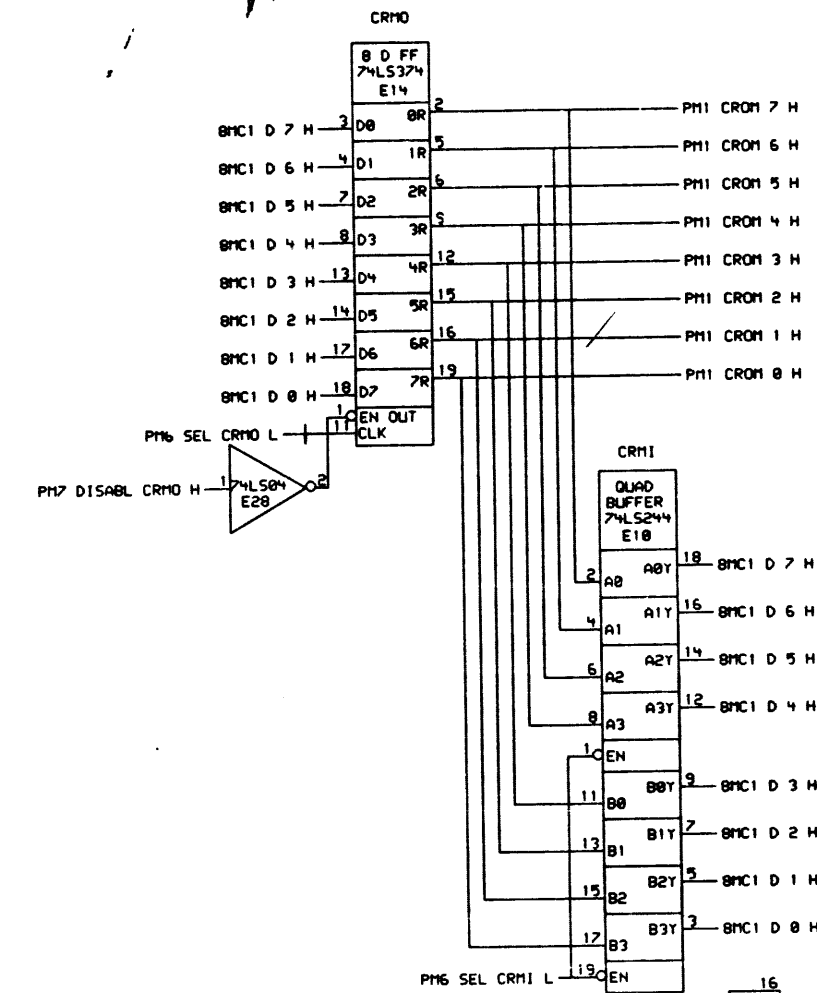 CRMO
8 D FF
74LS374
E14
8MC1 D 7 H 3 D0 0R 2 PM1 CROM 7 H
8MC1 D 6 H 4 D1 1R 5 PM1 CROM 6 H
8MC1 D 5 H 7 D2 2R 6 PM1 CROM 5 H
8MC1 D 4 H 8 D3 3R 9 PM1 CROM 4 H
8MC1 D 3 H 13 D4 4R 12 PM1 CROM 3 H
8MC1 D 2 H 14 D5 5R 15 PM1 CROM 2 H
8MC1 D 1 H 17 D6 6R 16 PM1 CROM 1 H
8MC1 D 0 H 18 D7 7R 19 PM1 CROM 0 H
1 EN OUT
PM6 SEL CRMO L 11 CLK
PM7 DISABL CRMO H 1 74LS04 2
E28
CRMI
QUAD
BUFFER
74LS244
E10
2 A0 A0Y 18 8MC1 D 7 H
4 A1 A1Y 16 8MC1 D 6 H
6 A2 A2Y 14 8MC1 D 5 H
8 A3 A3Y 12 8MC1 D 4 H
1 EN
11 B0 B0Y 9 8MC1 D 3 H
13 B1 B1Y 7 8MC1 D 2 H
15 B2 B2Y 5 8MC1 D 1 H
17 B3 B3Y 3 8MC1 D 0 H
PM6 SEL CRMI L 19 EN
16